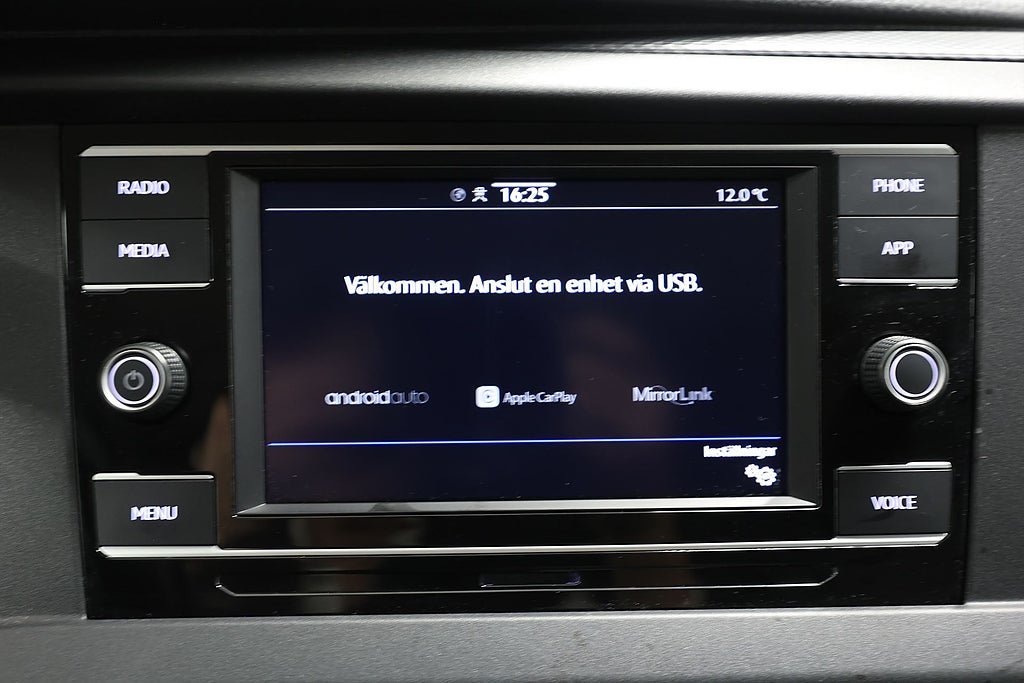 RADIO
MEDIA
MENU
16:25
12.0 °C
Välkommen. Anslut en enhet via USB.
androidauto
Apple CarPlay
MirrorLink
Inställningar
PHONE
APP
VOICE